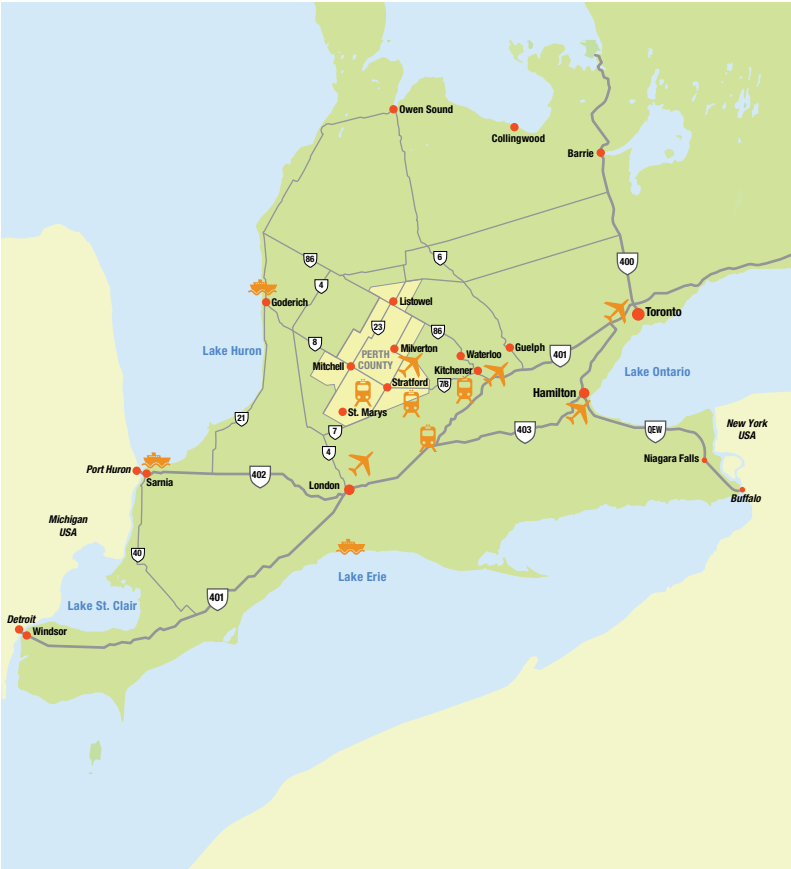 Owen Sound
Collingwood
Barrie
86
6
400
4
Goderich
Listowel
Toronto
23
86
8
Milverton
Waterloo
Guelph
401
Lake Huron
PERTH
COUNTY
Mitchell
Kitchener
Lake Ontario
Stratford
7/8
Hamilton
St. Marys
21
7
403
QEW
New York
USA
4
Niagara Falls
Port Huron
Sarnia
402
London
Buffalo
Michigan
USA
40
Lake Erie
401
Lake St. Clair
Detroit
Windsor